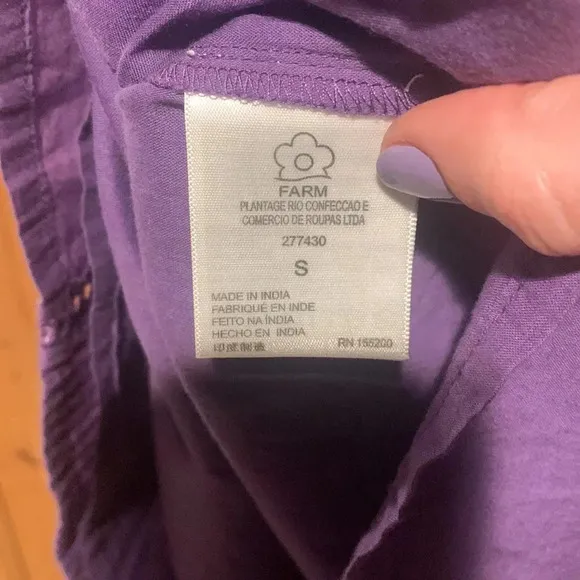 FARM
PLANTAGE RIO CONFECCAO E
COMERCIO DE ROUPAS LTDA
277430
S
MADE IN INDIA
FABRIQUÉ EN INDE
FEITO NA ÍNDIA
HECHO EN INDIA
印度制造
RN 155200